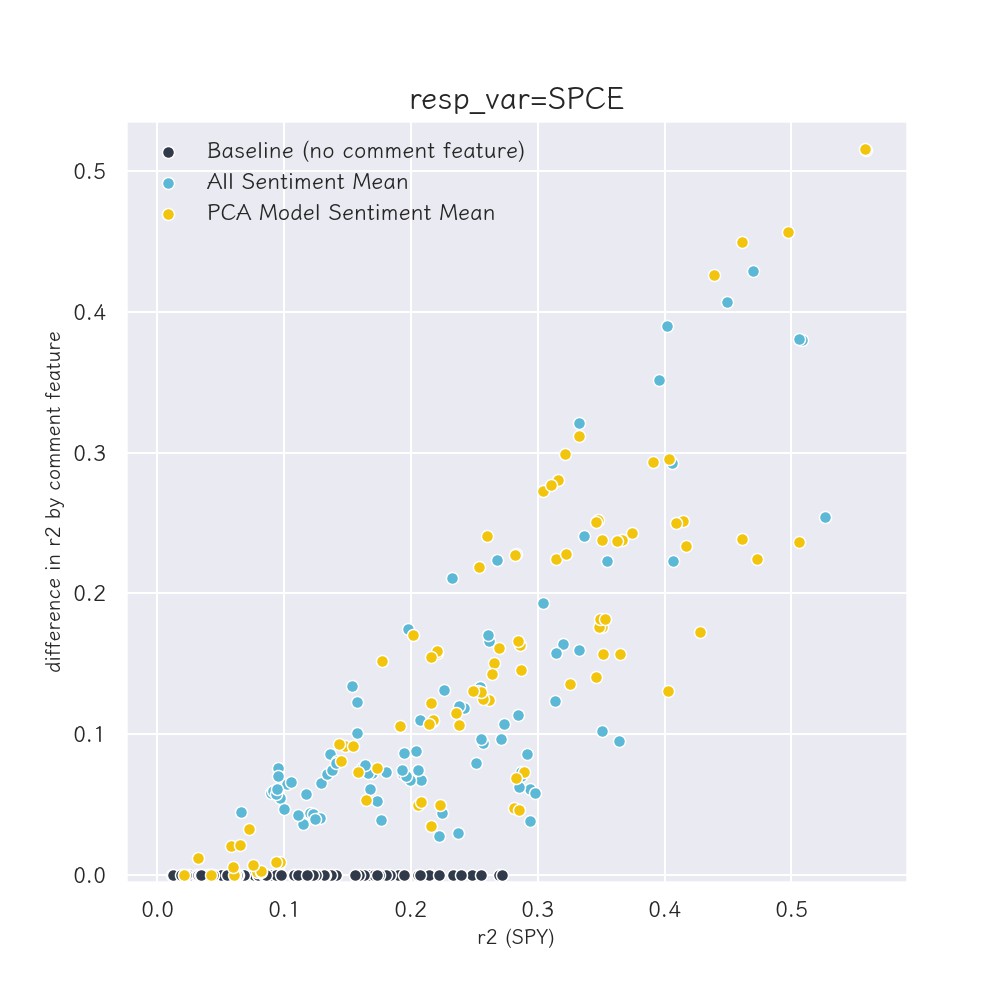 resp_var=SPCE
Baseline (no comment feature)
All Sentiment Mean
PCA Model Sentiment Mean
difference in r2 by comment feature
0.5
0.4
0.3
0.2
0.1
0.0
0.0 0.1 0.2 0.3 0.4 0.5
r2 (SPY)